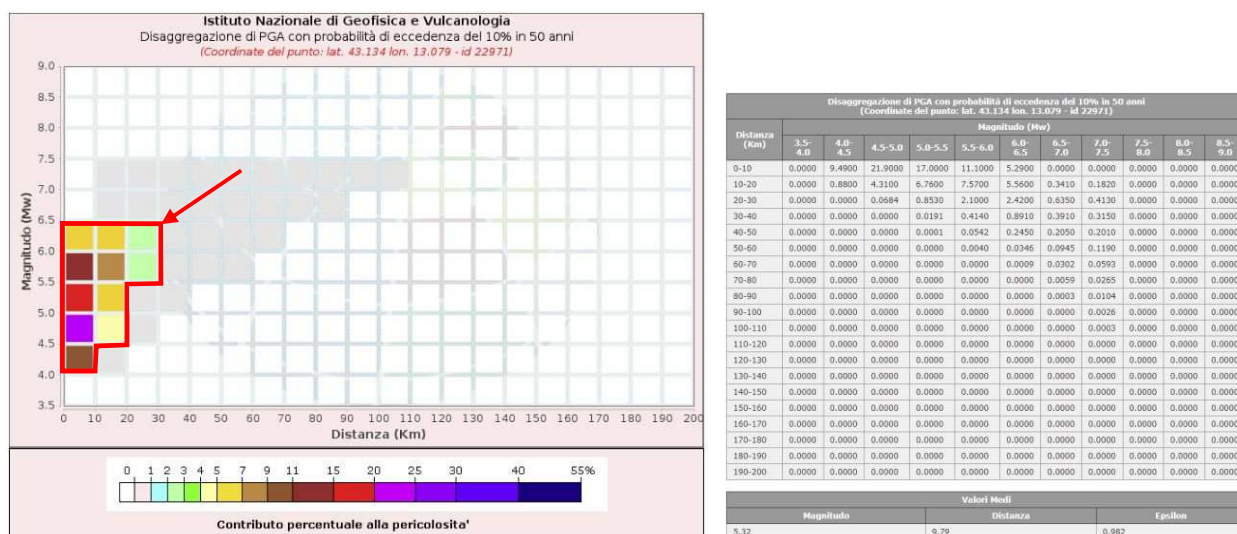 Istituto Nazionale di Geofisica e Vulcanologia
Disaggregazione di PGA con probabilità di eccedenza del 10% in 50 anni
(Coordinate del punto: lat. 43.134 lon. 13.079 - id 22971)
Magnitudo (Mw)
9.0
8.5
8.0
7.5
7.0
6.5
6.0
5.5
5.0
4.5
4.0
3.5
0 10 20 30 40 50 60 70 80 90 100 110 120 130 140 150 160 170 180 190 200
Distanza (Km)
0 1 2 3 4 5 7 9 11 15 20 25 30 40 55%
Contributo percentuale alla pericolosita'
Disaggregazione di PGA con probabilità di eccedenza del 10% in 50 anni
(Coordinate del punto: lat. 43.134 lon. 13.079 - id 22971)
Distanza (Km) Magnitudo (Mw)
3.5-4.0 4.0-4.5 4.5-5.0 5.0-5.5 5.5-6.0 6.0-6.5 6.5-7.0 7.0-7.5 7.5-8.0 8.0-8.5 8.5-9.0
0-10 0.0000 9.4900 21.9000 17.0000 11.1000 5.2900 0.0000 0.0000 0.0000 0.0000 0.0000
10-20 0.0000 0.8800 4.3100 6.7600 7.5700 5.5600 0.3410 0.1820 0.0000 0.0000 0.0000
20-30 0.0000 0.0000 0.0684 0.8530 2.1000 2.4200 0.6350 0.4130 0.0000 0.0000 0.0000
30-40 0.0000 0.0000 0.0000 0.0191 0.4140 0.8910 0.3910 0.3150 0.0000 0.0000 0.0000
40-50 0.0000 0.0000 0.0000 0.0001 0.0542 0.2450 0.2050 0.2010 0.0000 0.0000 0.0000
50-60 0.0000 0.0000 0.0000 0.0000 0.0040 0.0346 0.0945 0.1190 0.0000 0.0000 0.0000
60-70 0.0000 0.0000 0.0000 0.0000 0.0000 0.0009 0.0302 0.0593 0.0000 0.0000 0.0000
70-80 0.0000 0.0000 0.0000 0.0000 0.0000 0.0000 0.0059 0.0265 0.0000 0.0000 0.0000
80-90 0.0000 0.0000 0.0000 0.0000 0.0000 0.0000 0.0003 0.0104 0.0000 0.0000 0.0000
90-100 0.0000 0.0000 0.0000 0.0000 0.0000 0.0000 0.0000 0.0026 0.0000 0.0000 0.0000
100-110 0.0000 0.0000 0.0000 0.0000 0.0000 0.0000 0.0000 0.0003 0.0000 0.0000 0.0000
110-120 0.0000 0.0000 0.0000 0.0000 0.0000 0.0000 0.0000 0.0000 0.0000 0.0000 0.0000
120-130 0.0000 0.0000 0.0000 0.0000 0.0000 0.0000 0.0000 0.0000 0.0000 0.0000 0.0000
130-140 0.0000 0.0000 0.0000 0.0000 0.0000 0.0000 0.0000 0.0000 0.0000 0.0000 0.0000
140-150 0.0000 0.0000 0.0000 0.0000 0.0000 0.0000 0.0000 0.0000 0.0000 0.0000 0.0000
150-160 0.0000 0.0000 0.0000 0.0000 0.0000 0.0000 0.0000 0.0000 0.0000 0.0000 0.0000
160-170 0.0000 0.0000 0.0000 0.0000 0.0000 0.0000 0.0000 0.0000 0.0000 0.0000 0.0000
170-180 0.0000 0.0000 0.0000 0.0000 0.0000 0.0000 0.0000 0.0000 0.0000 0.0000 0.0000
180-190 0.0000 0.0000 0.0000 0.0000 0.0000 0.0000 0.0000 0.0000 0.0000 0.0000 0.0000
190-200 0.0000 0.0000 0.0000 0.0000 0.0000 0.0000 0.0000 0.0000 0.0000 0.0000 0.0000
Valori Medi
Magnitudo Distanza Epsilon
5.32 9.79 0.982